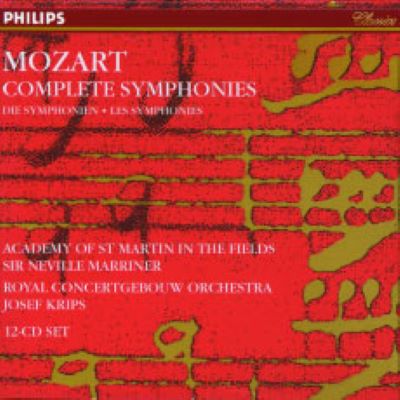 PHILIPS
Classics
MOZART
COMPLETE SYMPHONIES
DIE SYMPHONIEN • LES SYMPHONIES
ACADEMY OF ST MARTIN IN THE FIELDS
SIR NEVILLE MARRINER
ROYAL CONCERTGEBOUW ORCHESTRA
JOSEF KRIPS
12-CD SET